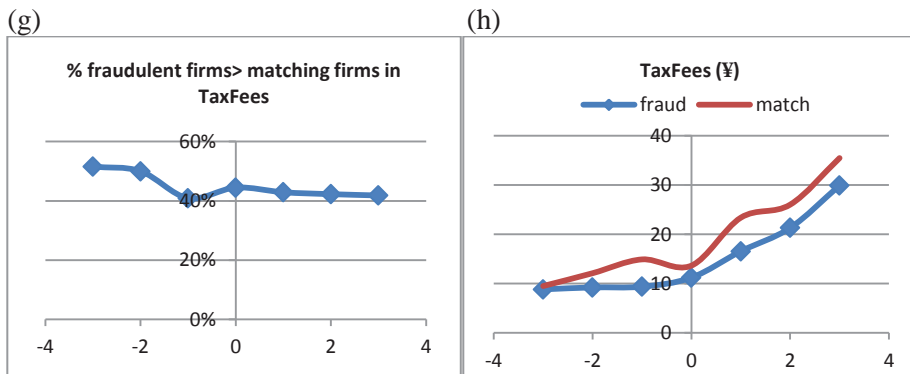 (g)
% fraudulent firms> matching firms in
TaxFees
60%
40%
20%
0%
-4
-2
0
2
4
(h)
TaxFees (¥)
fraud
match
40
30
20
10
0
-4
-2
0
2
4